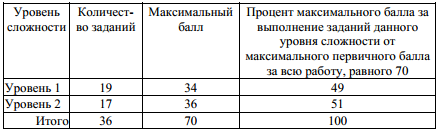 Уровень сложности Количест-во заданий Максимальный балл Процент максимального балла за выполнение заданий данного уровня сложности от максимального первичного балла за всю работу, равного 70
Уровень 1 19 34 49
Уровень 2 17 36 51
Итого 36 70 100